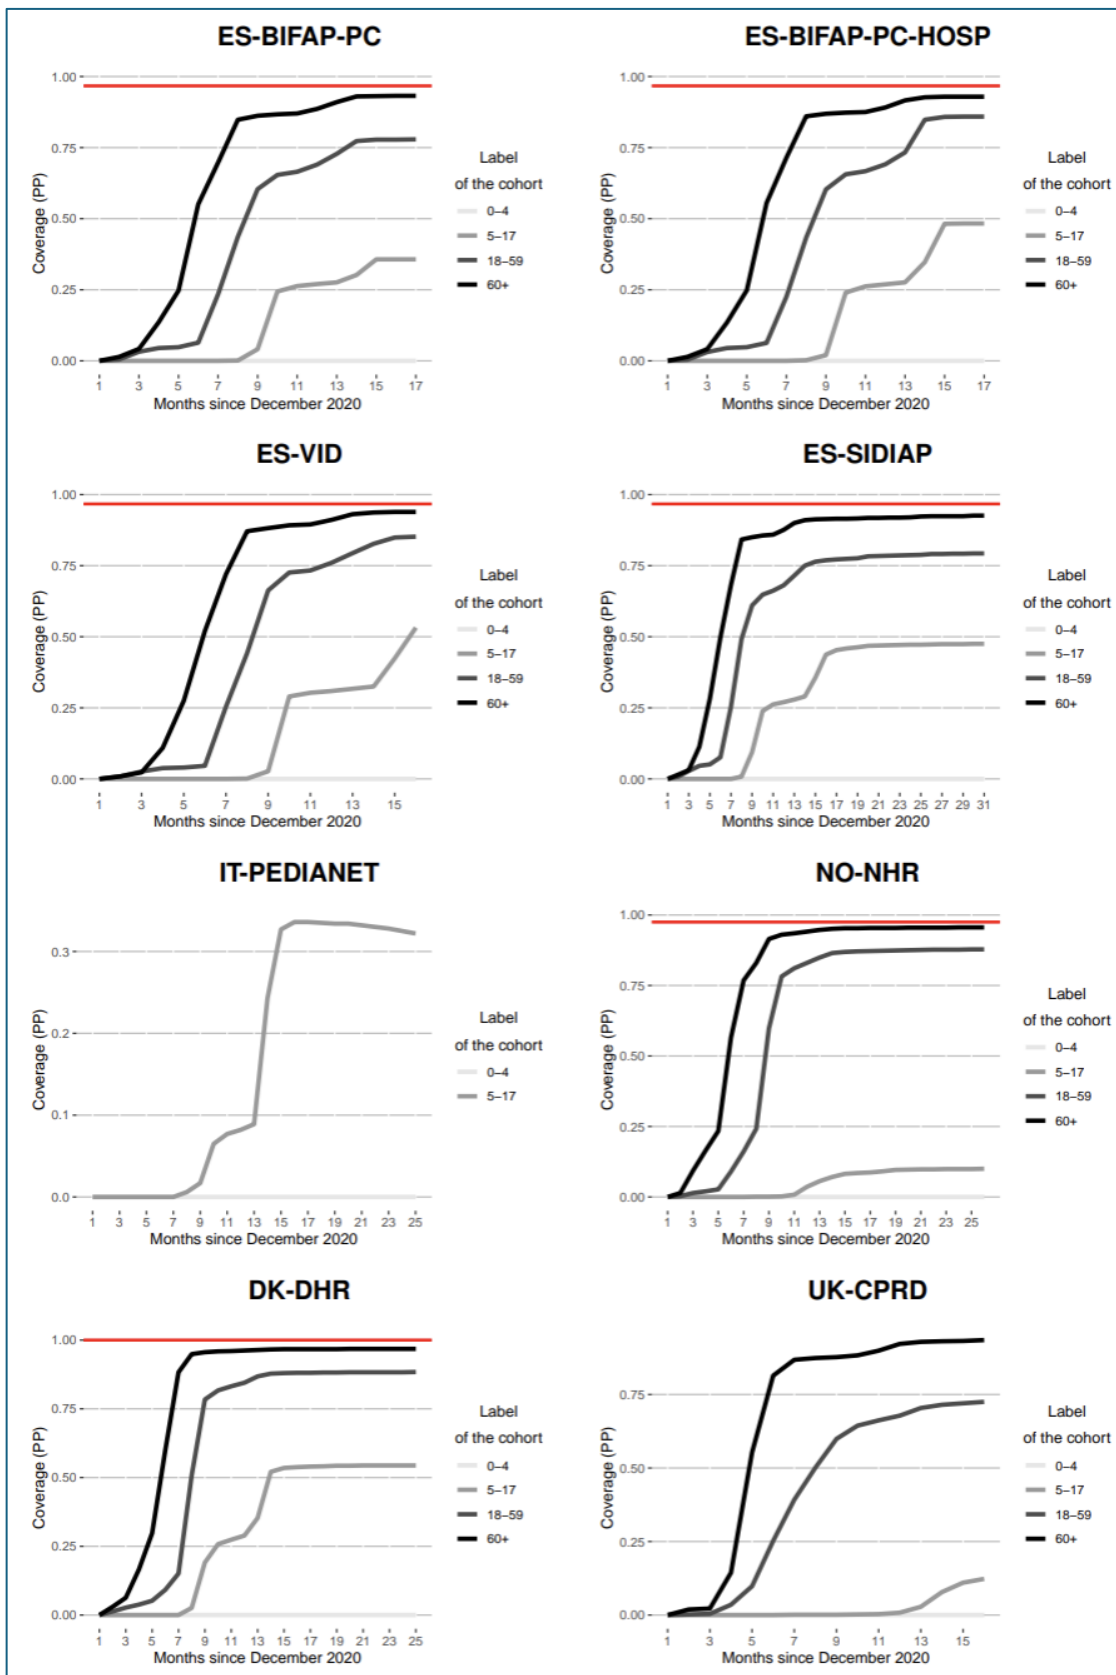 ES-BIFAP-PC
1.00
0.75
0.50
0.25
0.00
Coverage (PP)
1 3 5 7 9 11 13 15 17
Months since December 2020
Label
of the cohort
0–4
5–17
18–59
60+
ES-BIFAP-PC-HOSP
1.00
0.75
0.50
0.25
0.00
Coverage (PP)
1 3 5 7 9 11 13 15 17
Months since December 2020
Label
of the cohort
0–4
5–17
18–59
60+
ES-VID
1.00
0.75
0.50
0.25
0.00
Coverage (PP)
1 3 5 7 9 11 13 15
Months since December 2020
Label
of the cohort
0–4
5–17
18–59
60+
ES-SIDIAP
1.00
0.75
0.50
0.25
0.00
Coverage (PP)
1 3 5 7 9 11 13 15 17 19 21 23 25 27 29 31
Months since December 2020
Label
of the cohort
0–4
5–17
18–59
60+
IT-PEDIANET
0.3
0.2
0.1
0.0
Coverage (PP)
1 3 5 7 9 11 13 15 17 19 21 23 25
Months since December 2020
Label
of the cohort
0–4
5–17
NO-NHR
1.00
0.75
0.50
0.25
0.00
Coverage (PP)
1 3 5 7 9 11 13 15 17 19 21 23 25
Months since December 2020
Label
of the cohort
0–4
5–17
18–59
60+
DK-DHR
1.00
0.75
0.50
0.25
0.00
Coverage (PP)
1 3 5 7 9 11 13 15 17 19 21 23 25
Months since December 2020
Label
of the cohort
0–4
5–17
18–59
60+
UK-CPRD
0.75
0.50
0.25
0.00
Coverage (PP)
1 3 5 7 9 11 13 15
Months since December 2020
Label
of the cohort
0–4
5–17
18–59
60+